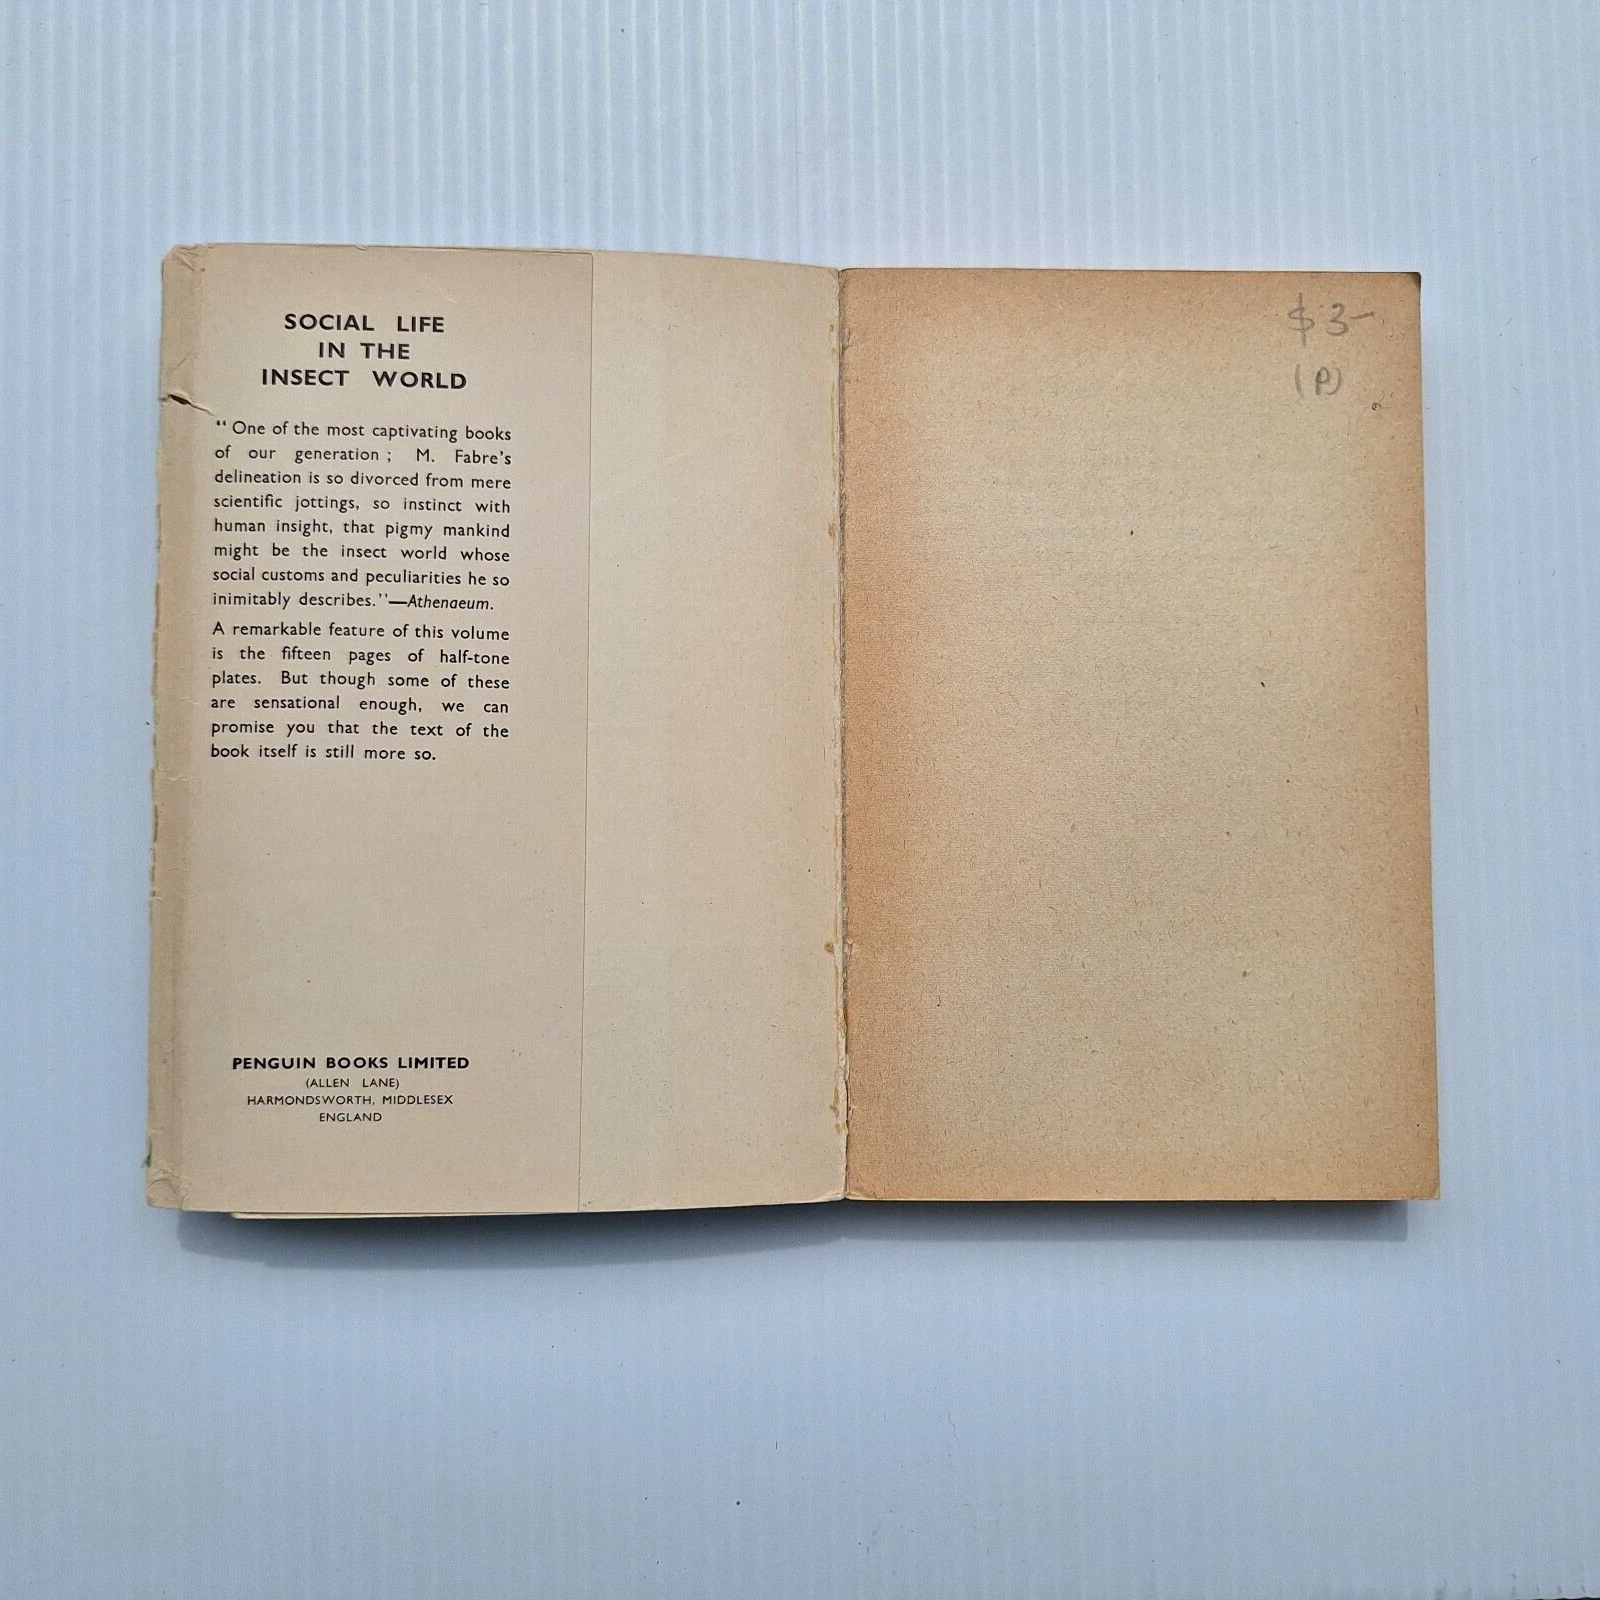 SOCIAL LIFE
IN THE
INSECT WORLD
“ One of the most captivating books
of our generation ; M. Fabre's
delineation is so divorced from mere
scientific jottings, so instinct with
human insight, that pigmy mankind
might be the insect world whose
social customs and peculiarities he so
inimitably describes.”—Athenaeum.
A remarkable feature of this volume
is the fifteen pages of half-tone
plates. But though some of these
are sensational enough, we can
promise you that the text of the
book itself is still more so.
PENGUIN BOOKS LIMITED
(ALLEN LANE)
HARMONDSWORTH, MIDDLESEX
ENGLAND
$ 3-
(P)